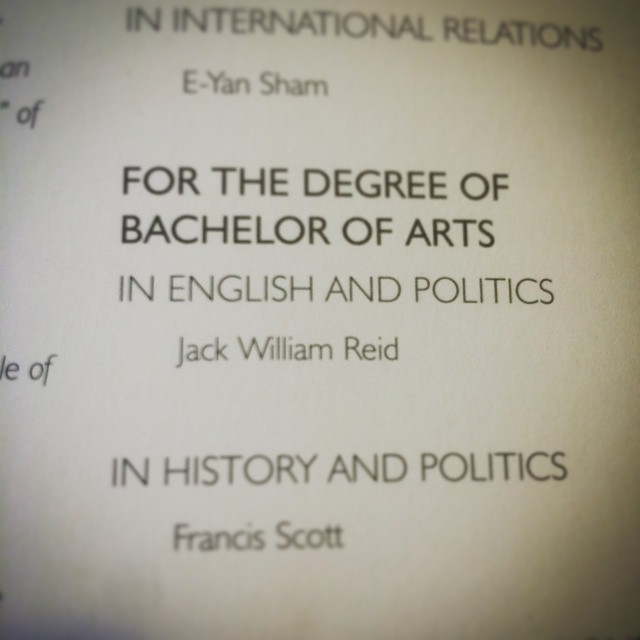 IN INTERNATIONAL RELATIONS
an
E-Yan Sham
" of
FOR THE DEGREE OF
BACHELOR OF ARTS
IN ENGLISH AND POLITICS
Jack William Reid
le of
IN HISTORY AND POLITICS
Francis Scott